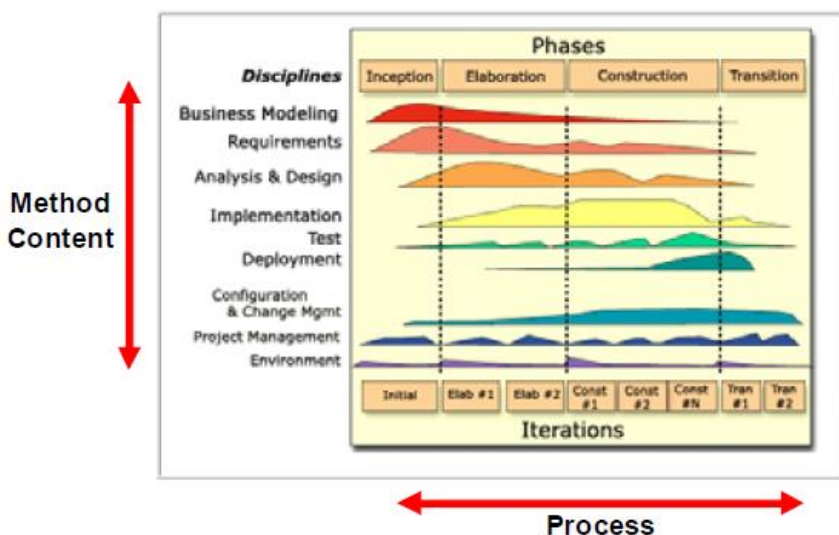 Phases
Disciplines
Inception
Elaboration
Construction
Transition
Business Modeling
Requirements
Analysis & Design
Implementation
Test
Deployment
Configuration
& Change Mgmt
Project Management
Environment
Method
Content
Initial
Elab #1
Elab #2
Const
#1
Const
#2
Const
#N
Tran
#1
Tran
#2
Iterations
Process